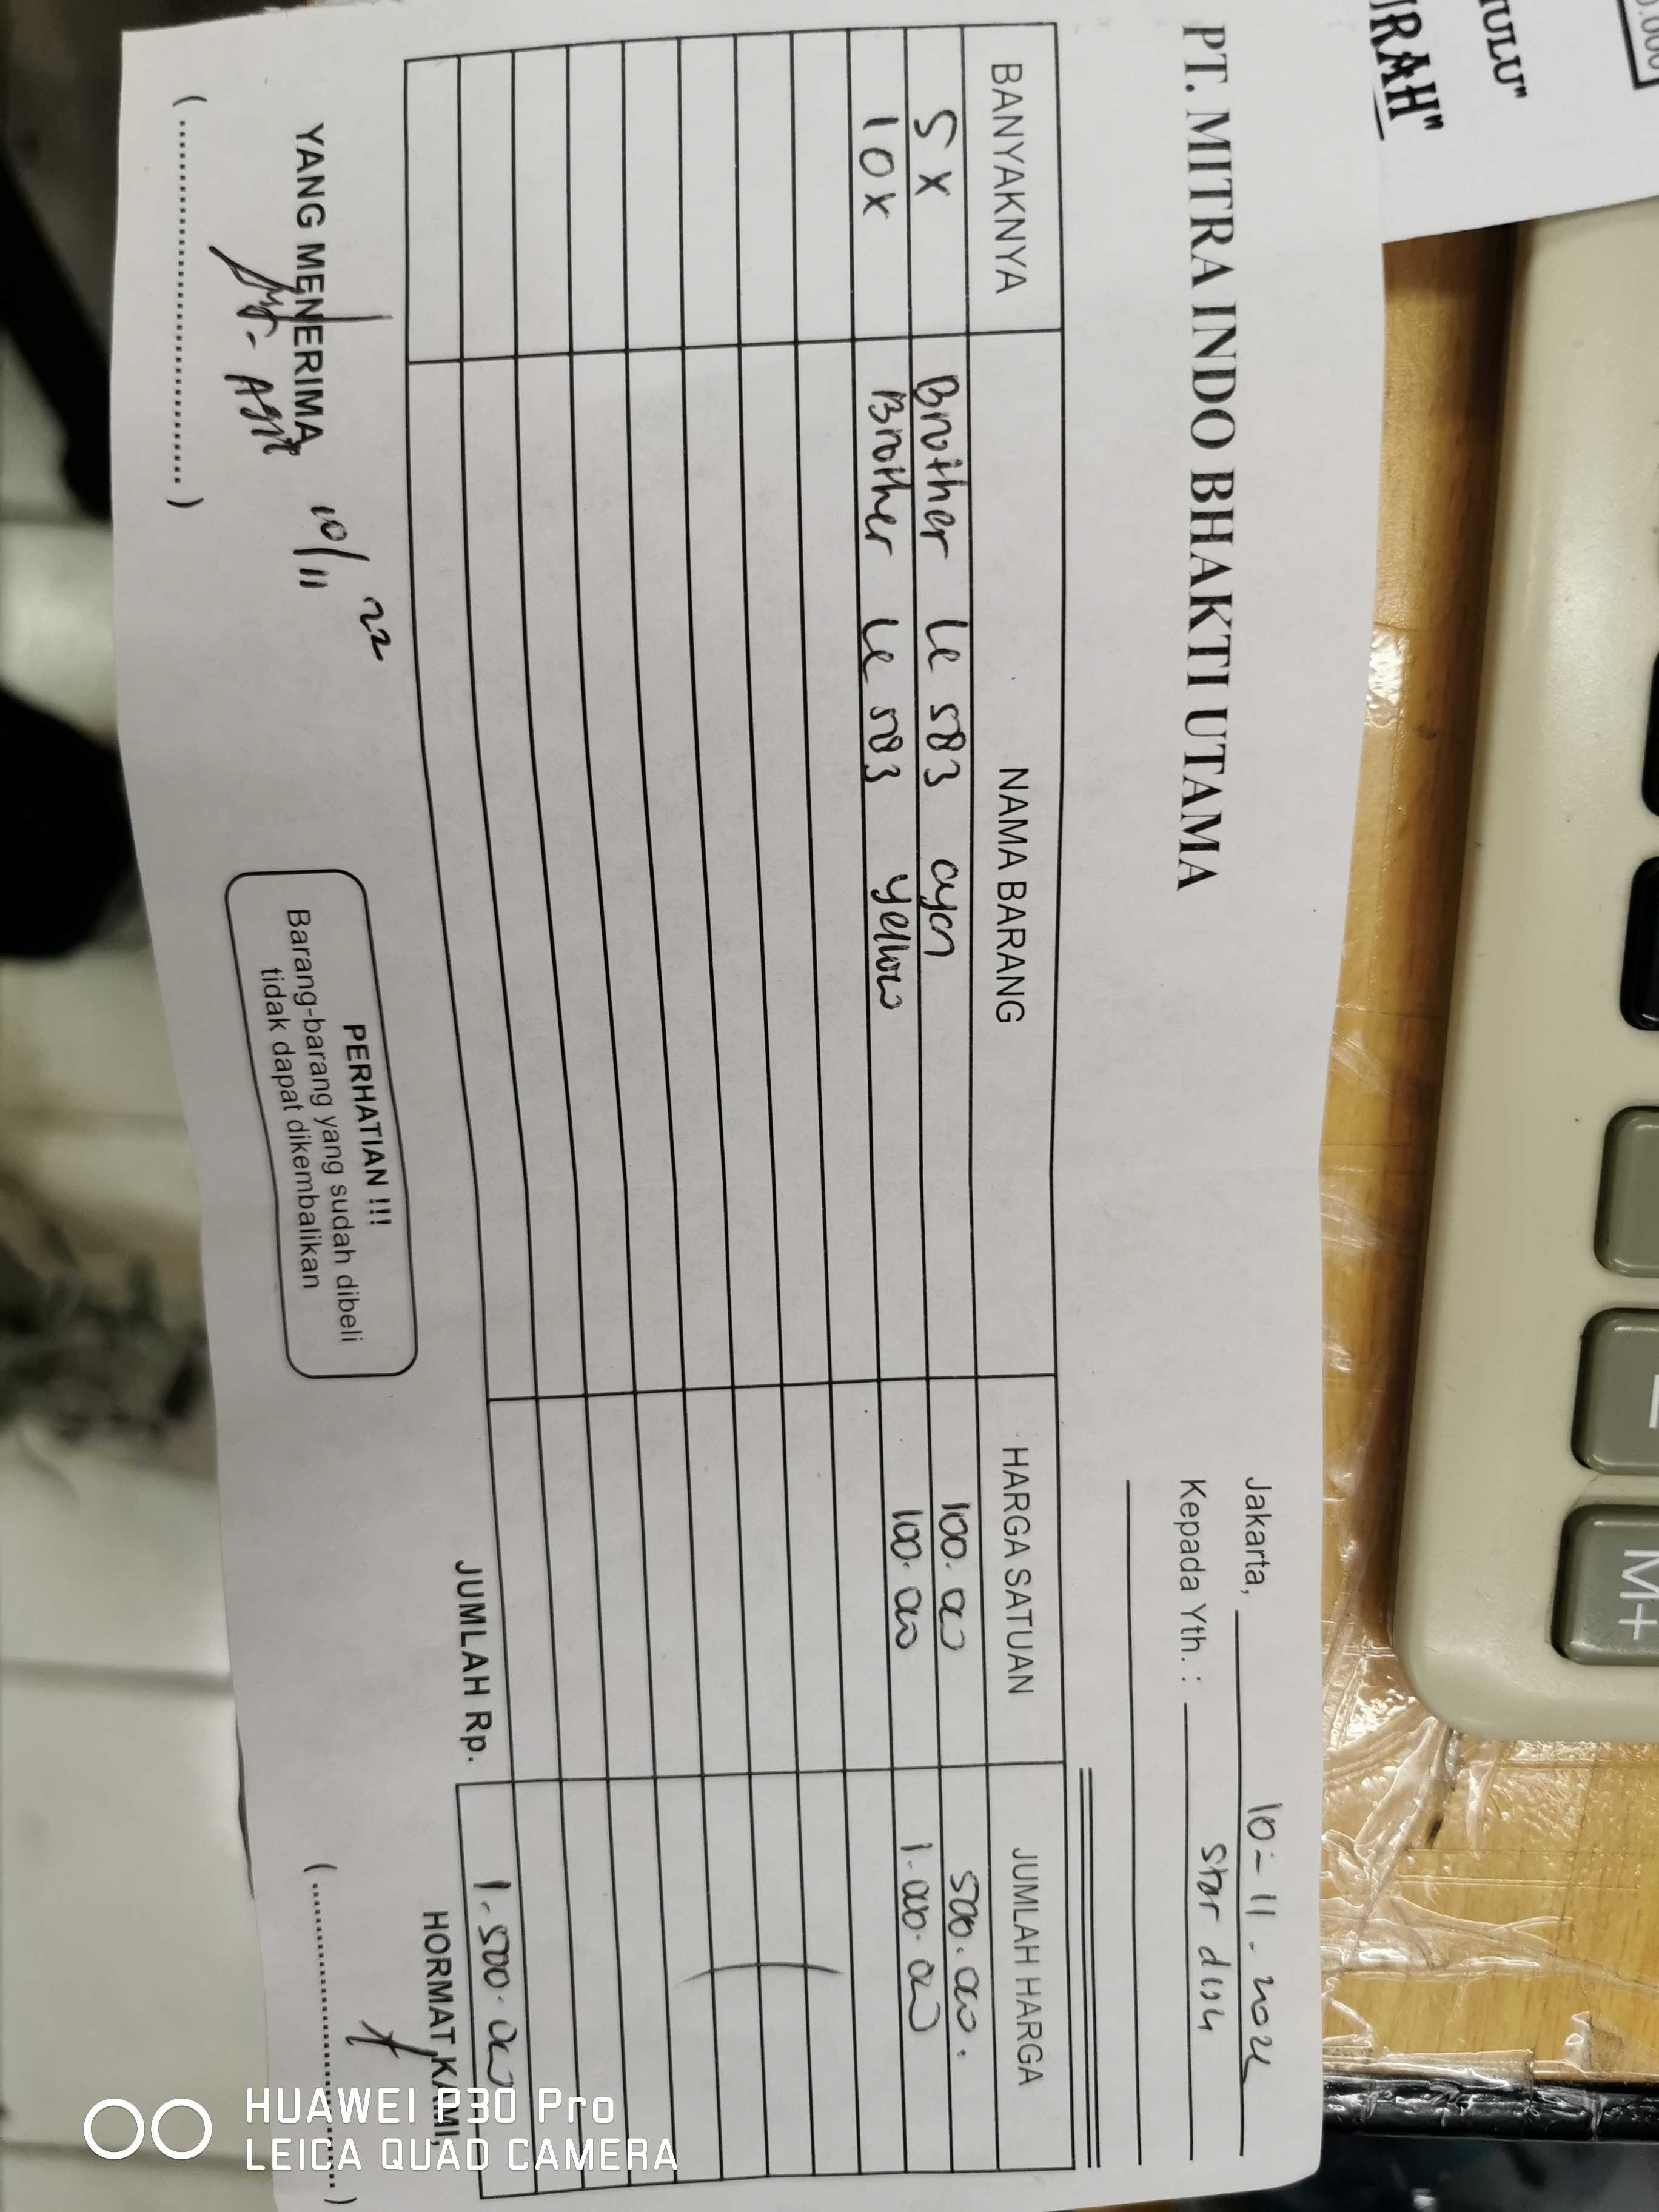 PT. MITRA INDO BHAKTI UTAMA
Jakarta, 10-11-2022
Kepada Yth. : Star disk
BANYAKNYA NAMA BARANG HARGA SATUAN JUMLAH HARGA
5 x Brother Lc 583 cyan 100.000 500.000.
10 x Brother Lc 583 yellow 100.000 1.000.000
JUMLAH Rp. 1.500.000
YANG MENERIMA
10/11 22
PERHATIAN !!!
Barang-barang yang sudah dibeli
tidak dapat dikembalikan
HORMAT KAMI,
(..............................)
(..............................)
M+
HUAWEI P30 Pro
LEICA QUAD CAMERA